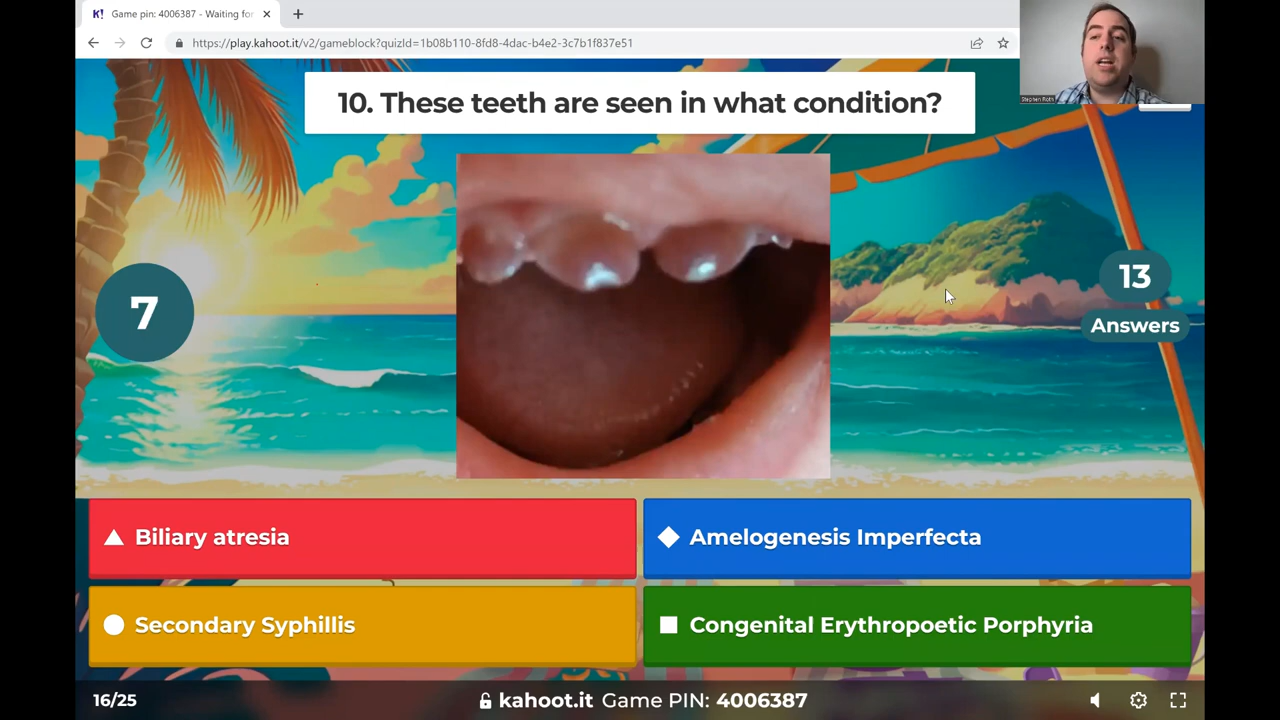 K! Game pin: 4006387 - Waiting for
https://play.kahoot.it/v2/gameblock?quizId=1b08b110-8fd8-4dac-b4e2-3c7b1f837e51
Stephen Roth
10. These teeth are seen in what condition?
7
13
Answers
Biliary atresia
Amelogenesis Imperfecta
Secondary Syphillis
Congenital Erythropoetic Porphyria
16/25
kahoot.it Game PIN: 4006387